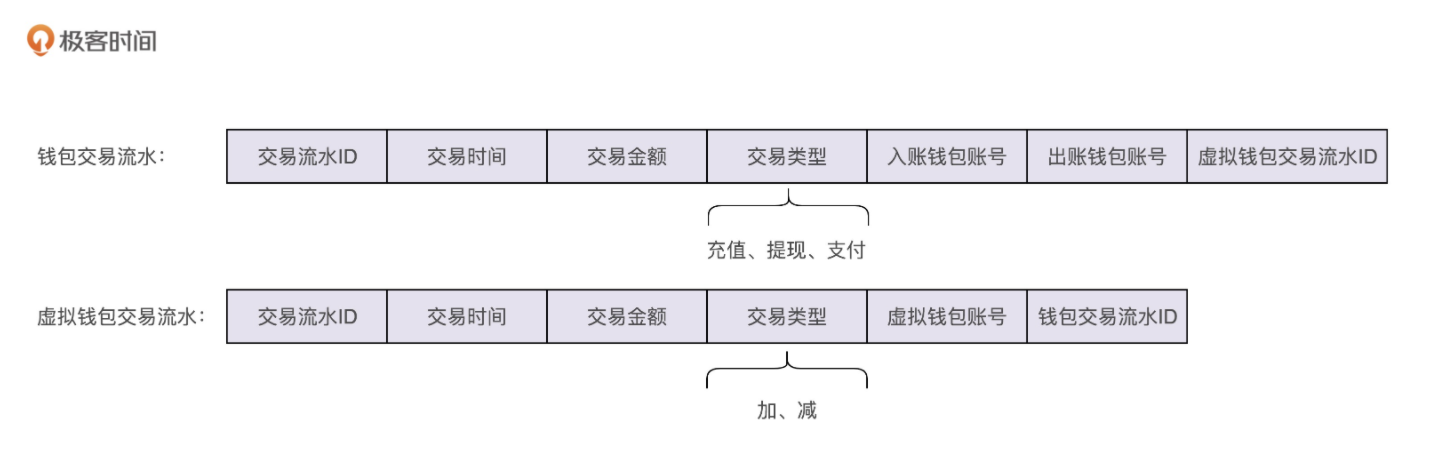 极客时间
钱包交易流水： 交易流水ID 交易时间 交易金额 交易类型 入账钱包账号 出账钱包账号 虚拟钱包交易流水ID
充值、提现、支付
虚拟钱包交易流水： 交易流水ID 交易时间 交易金额 交易类型 虚拟钱包账号 钱包交易流水ID
加、减